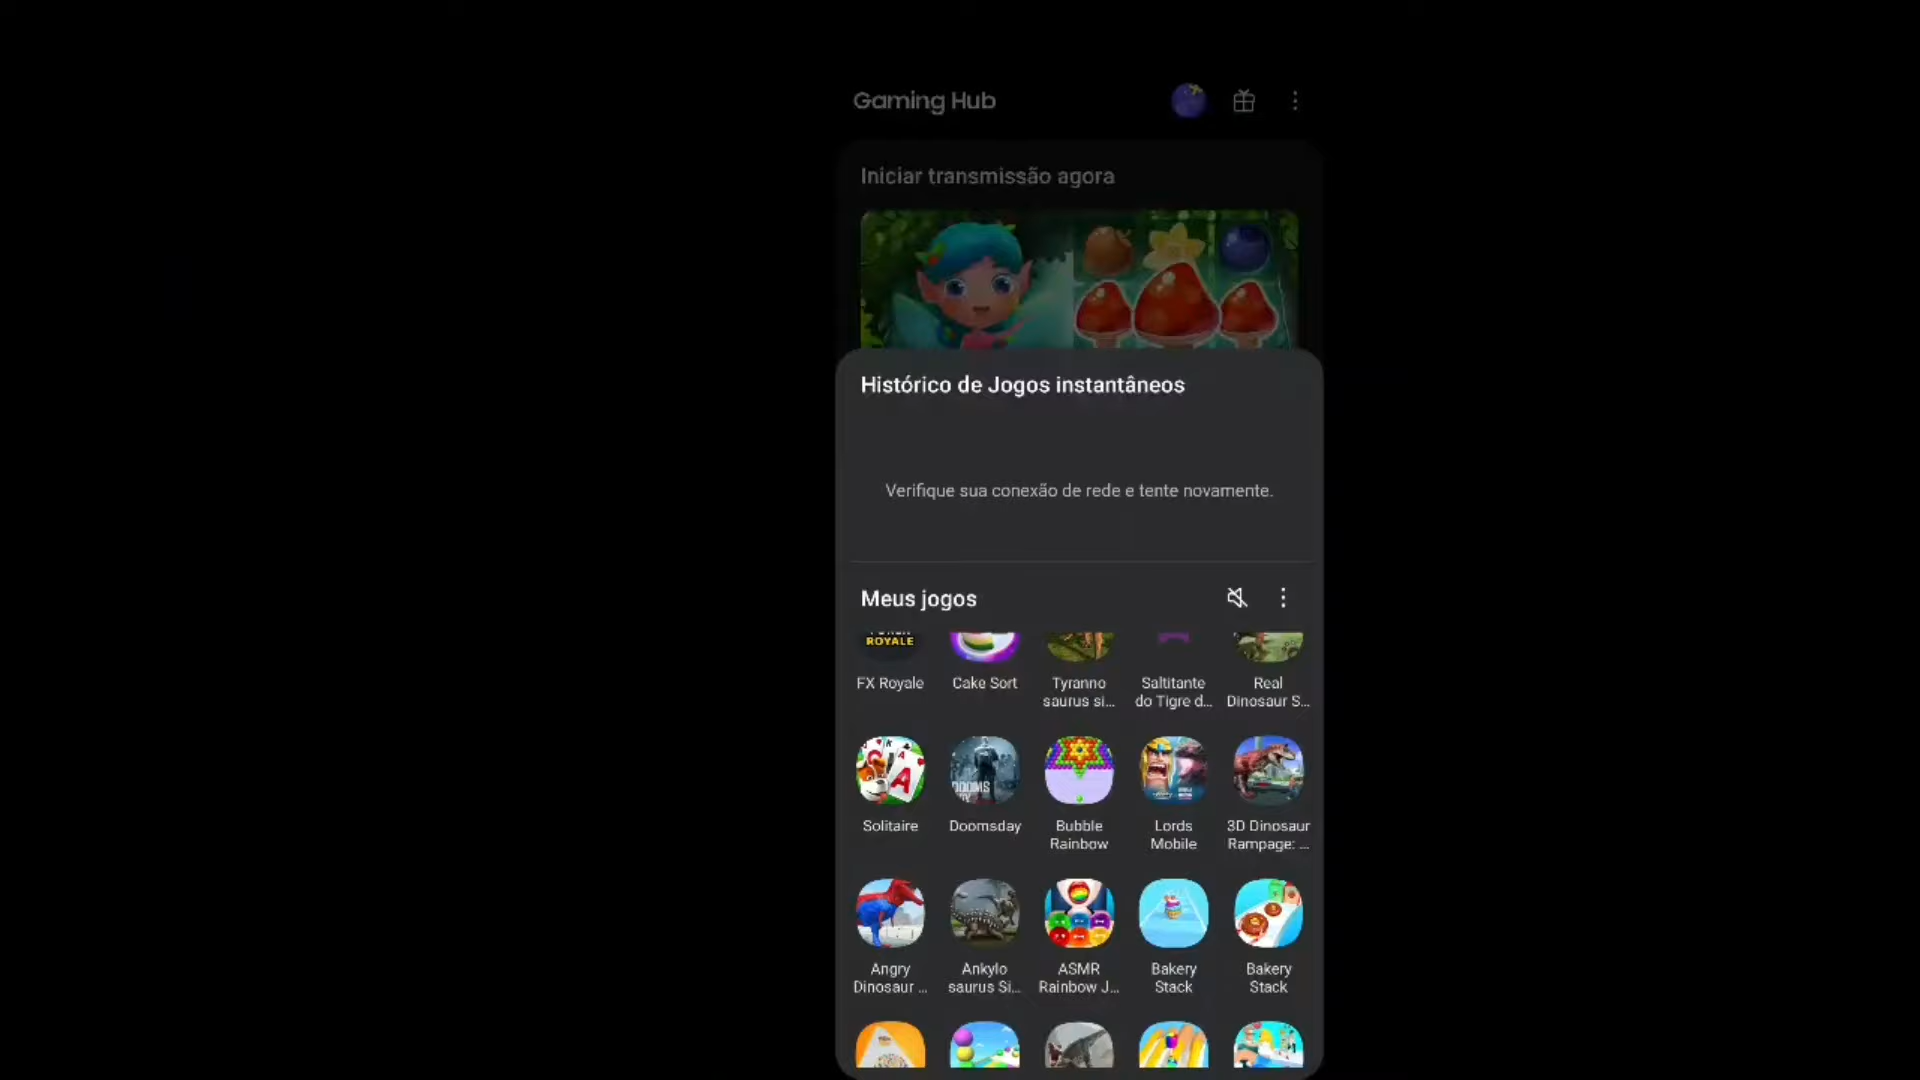 Gaming Hub
Iniciar transmissão agora
Histórico de Jogos instantâneos
Verifique sua conexão de rede e tente novamente.
Meus jogos
ROYALE
FX Royale
Cake Sort
Tyranno
saurus si...
Saltitante
do Tigre d...
Real
Dinosaur S...
Solitaire
Doomsday
Bubble
Rainbow
Lords
Mobile
3D Dinosaur
Rampage: ...
Angry
Dinosaur ...
Ankylo
saurus Si...
ASMR
Rainbow J...
Bakery
Stack
Bakery
Stack